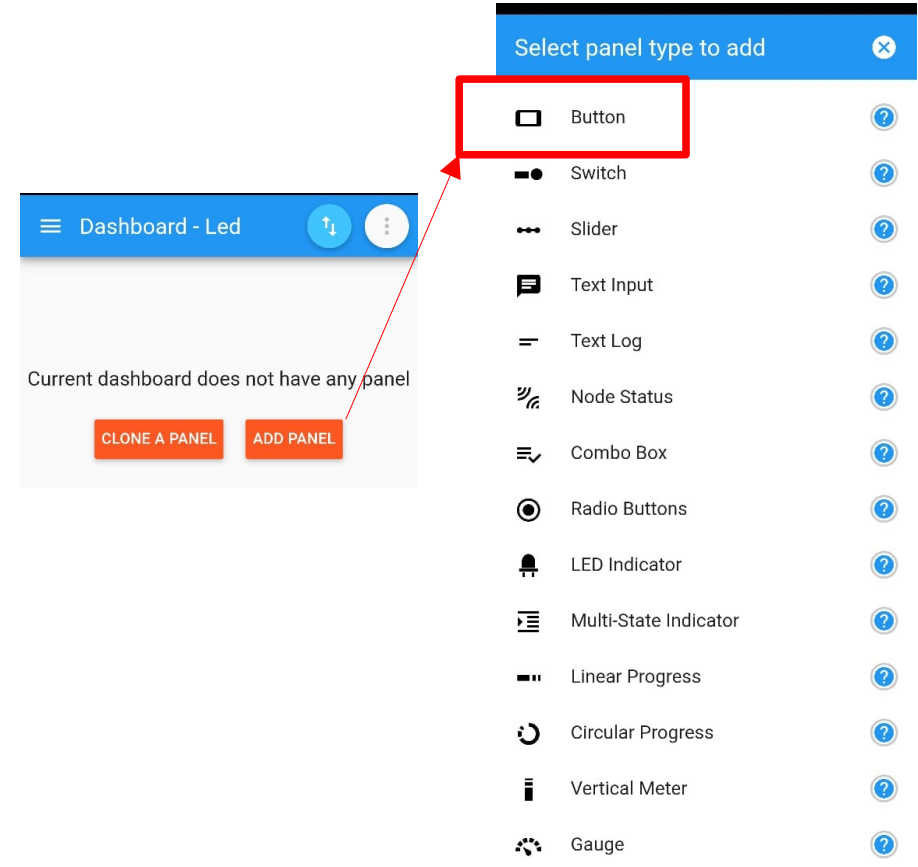 Dashboard - Led
Current dashboard does not have any panel
CLONE A PANEL
ADD PANEL
Select panel type to add
Button
Switch
Slider
Text Input
Text Log
Node Status
Combo Box
Radio Buttons
LED Indicator
Multi-State Indicator
Linear Progress
Circular Progress
Vertical Meter
Gauge